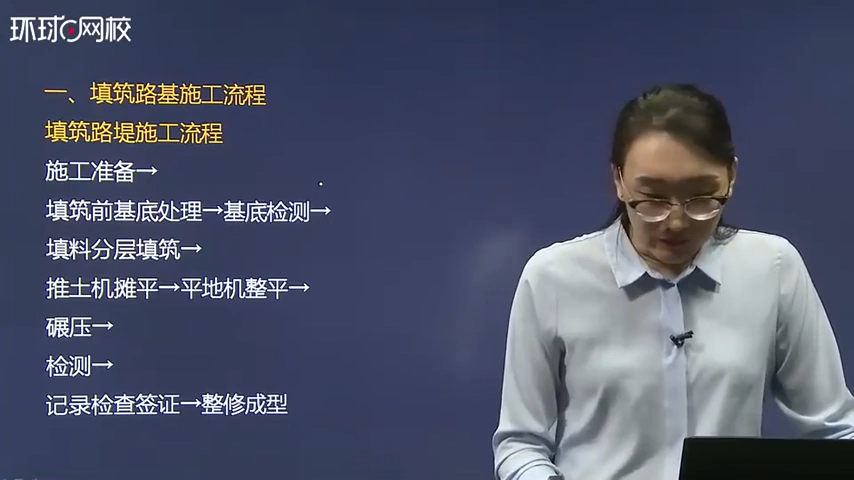 环球网校
一、填筑路基施工流程
填筑路堤施工流程
施工准备→
填筑前基底处理→基底检测→
填料分层填筑→
推土机摊平→平地机整平→
碾压→
检测→
记录检查签证→整修成型